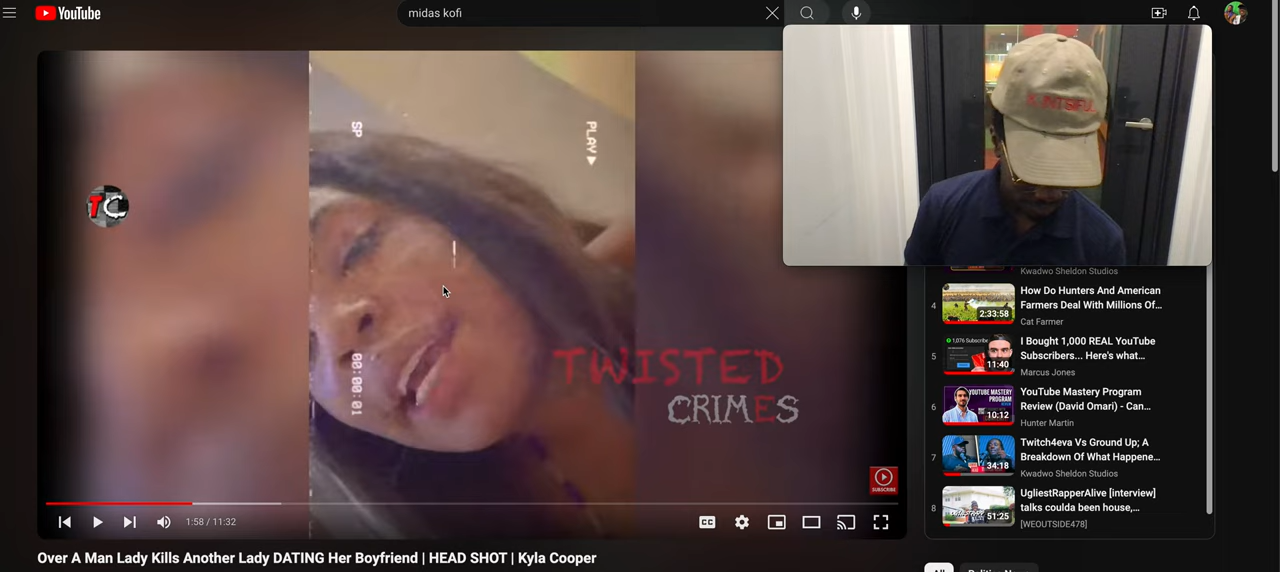 YouTube
midas kofi
SP
PLAY
00:00:01
TC
TWISTED
CRIMES
SUBSCRIBE
1:58 / 11:32
CC
Over A Man Lady Kills Another Lady DATING Her Boyfriend | HEAD SHOT | Kyla Cooper
Kwadwo Sheldon Studios
4
How Do Hunters And American
Farmers Deal With Millions Of...
2:33:58
Cat Farmer
5
I Bought 1,000 REAL YouTube
Subscribers... Here's what...
11:40
Marcus Jones
6
YouTube Mastery Program
Review (David Omari) - Can...
10:12
Hunter Martin
7
Twitch4eva Vs Ground Up; A
Breakdown Of What Happene...
34:18
Kwadwo Sheldon Studios
8
UgliestRapperAlive [interview]
talks coulda been house,...
51:25
[WEOUTSIDE478]